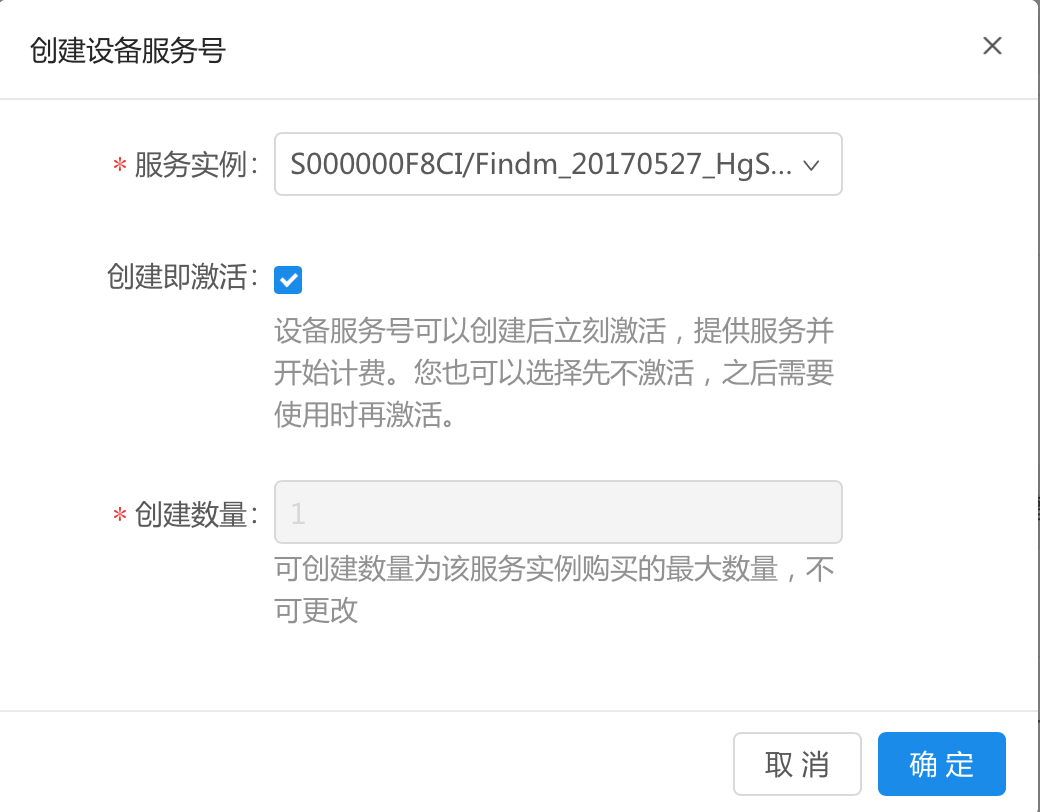 创建设备服务号
* 服务实例：S000000F8CI/Findm_20170527_HgS...
创建即激活：
设备服务号可以创建后立刻激活，提供服务并
开始计费。您也可以选择先不激活，之后需要
使用时再激活。
* 创建数量：1
可创建数量为该服务实例购买的最大数量，不
可更改
取 消
确 定